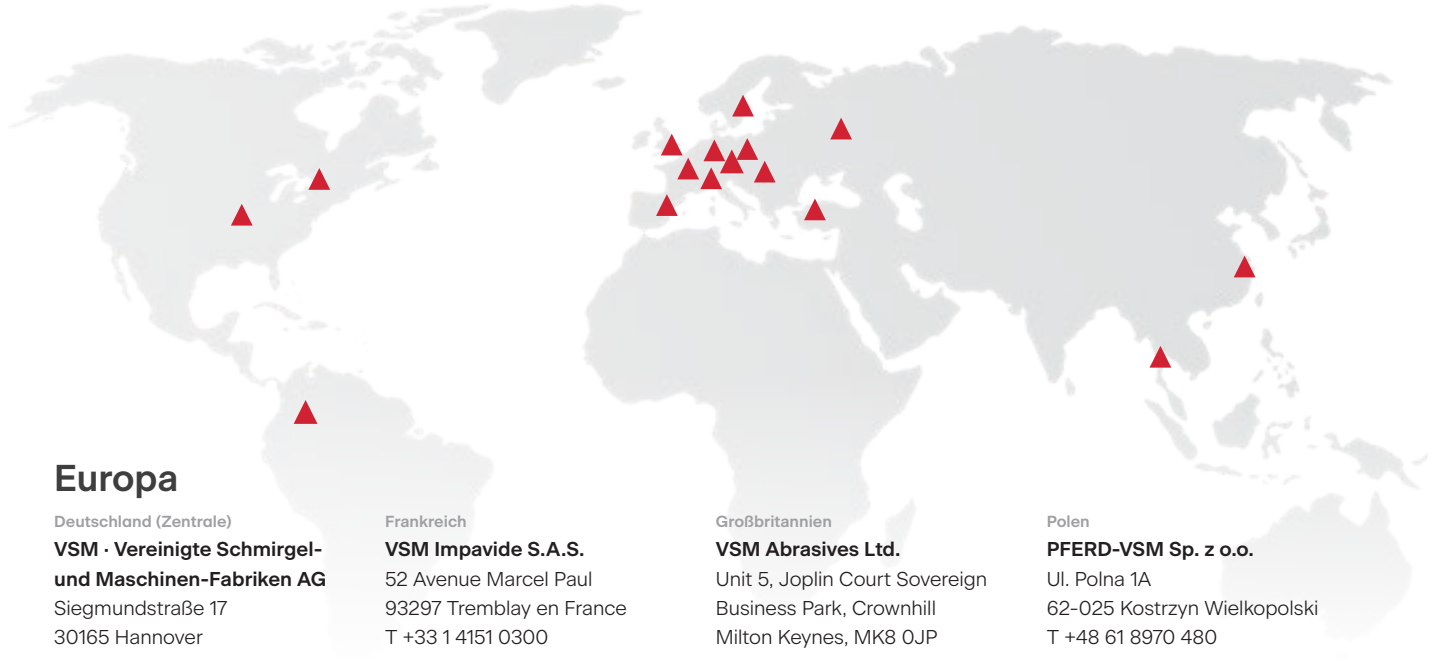 Europa
Deutschland (Zentrale)
VSM · Vereinigte Schmirgel-
und Maschinen-Fabriken AG
Siegmundstraße 17
30165 Hannover
Frankreich
VSM Impavide S.A.S.
52 Avenue Marcel Paul
93297 Tremblay en France
T +33 1 4151 0300
Großbritannien
VSM Abrasives Ltd.
Unit 5, Joplin Court Sovereign
Business Park, Crownhill
Milton Keynes, MK8 0JP
Polen
PFERD-VSM Sp. z o.o.
Ul. Polna 1A
62-025 Kostrzyn Wielkopolski
T +48 61 8970 480